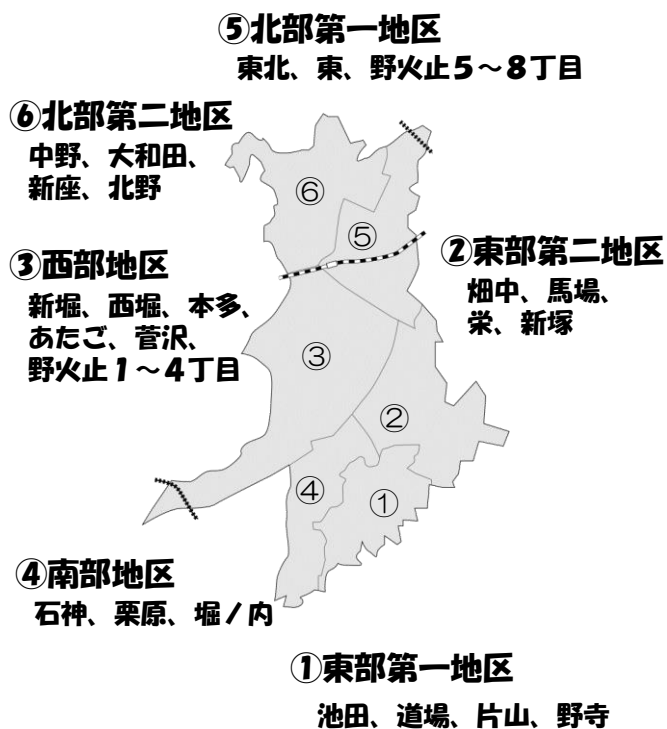 ⑤北部第一地区
東北、東、野火止5～8丁目
⑥北部第二地区
中野、大和田、
新座、北野
⑥
⑤
②東部第二地区
畑中、馬場、
栄、新塚
③西部地区
新堀、西堀、本多、
あたご、菅沢、
野火止1～4丁目
③
②
④
①
④南部地区
石神、栗原、堀ノ内
①東部第一地区
池田、道場、片山、野寺